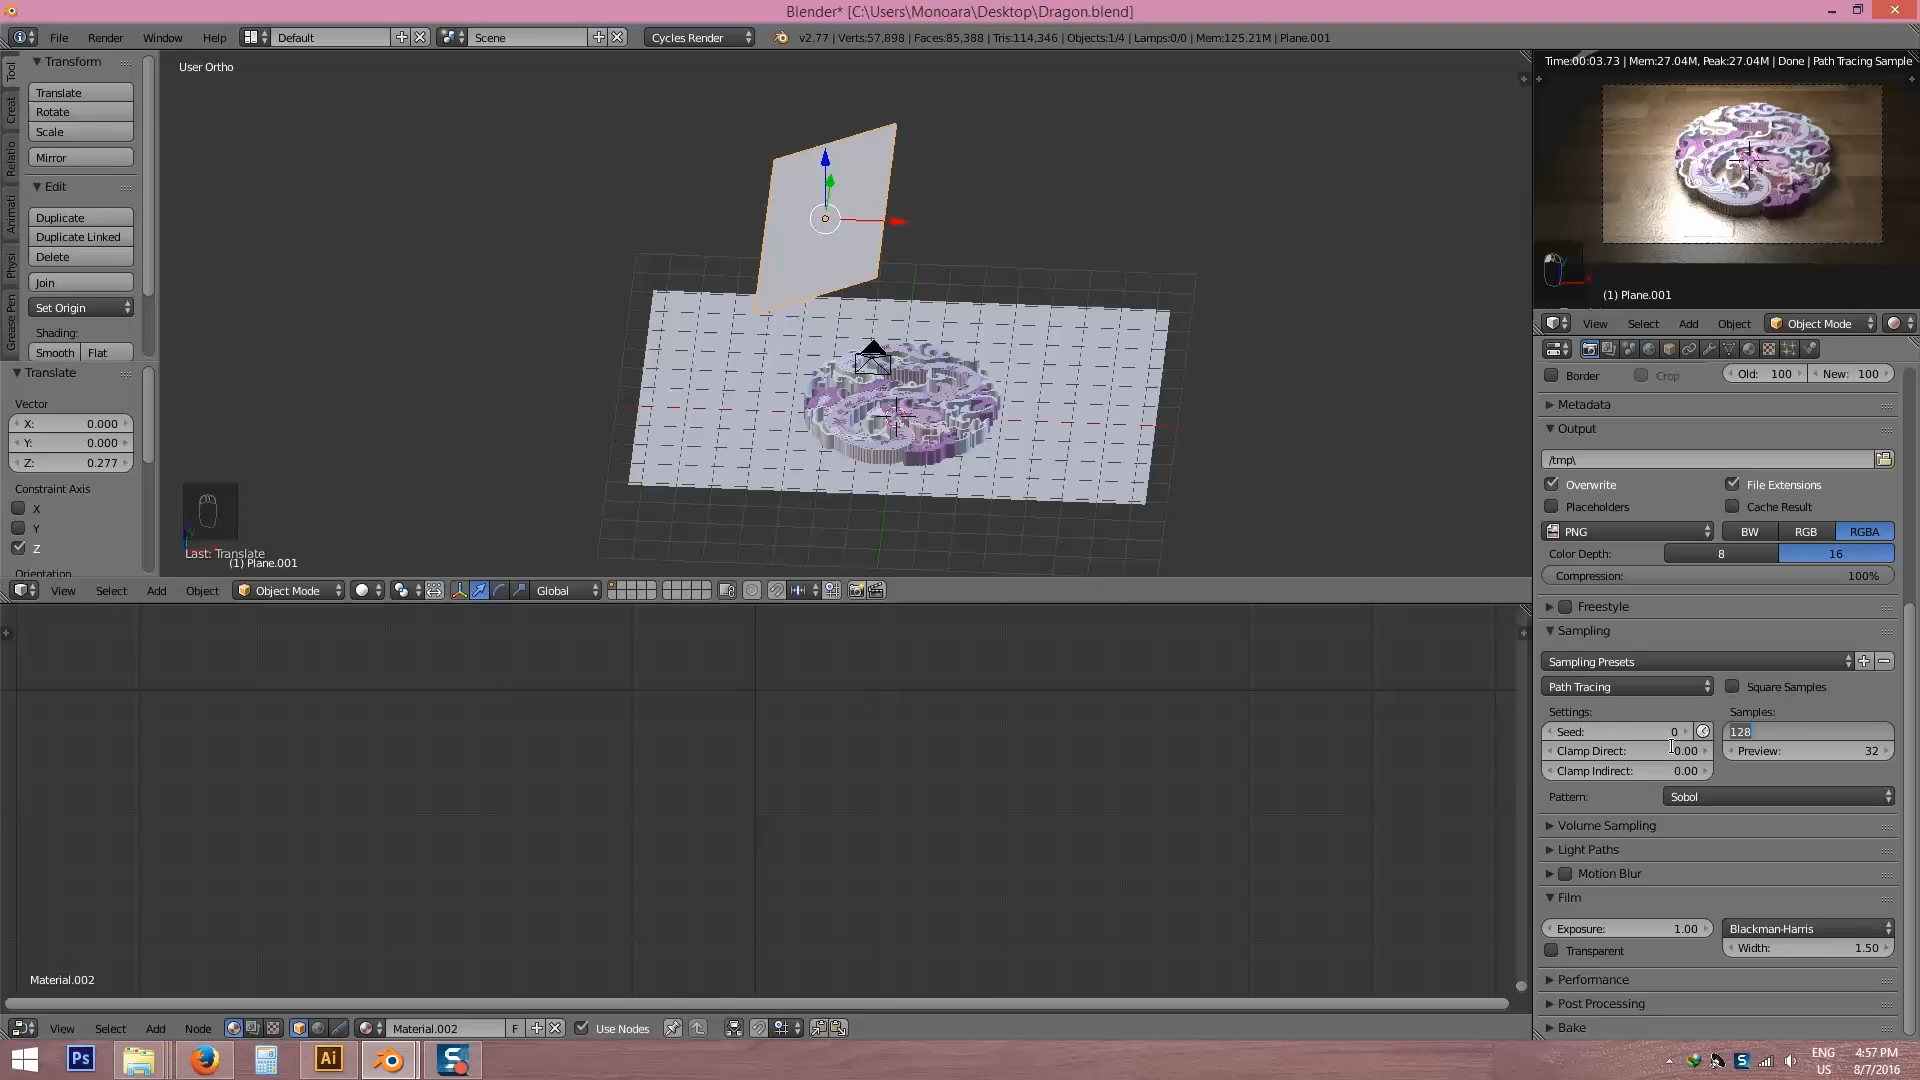 Blender* [C:\Users\Monoara\Desktop\Dragon.blend]
File Render Window Help Default Scene Cycles Render v2.77 | Verts:57,898 | Faces:85,388 | Tris:114,346 | Objects:1/4 | Lamps:0/0 | Mem:125.21M | Plane.001
Tool
Creat
Relatio
Animati
Physi
Grease Pen
Transform
Translate
Rotate
Scale
Mirror
Edit
Duplicate
Duplicate Linked
Delete
Join
Set Origin
Shading:
Smooth Flat
Translate
Vector
X: 0.000
Y: 0.000
Z: 0.277
Constraint Axis
X
Y
Z
Orientation
User Ortho
Last: Translate
(1) Plane.001
View Select Add Object Object Mode Global
Time:00:03.73 | Mem:27.04M, Peak:27.04M | Done | Path Tracing Sample
(1) Plane.001
View Select Add Object Object Mode
Border Crop Old: 100 New: 100
Metadata
Output
/tmp\
Overwrite File Extensions
Placeholders Cache Result
PNG BW RGB RGBA
Color Depth: 8 16
Compression: 100%
Freestyle
Sampling
Sampling Presets
Path Tracing Square Samples
Settings: Samples:
Seed: 0 128
Clamp Direct: 0.00 Preview: 32
Clamp Indirect: 0.00
Pattern: Sobol
Volume Sampling
Light Paths
Motion Blur
Film
Exposure: 1.00 Blackman-Harris
Transparent Width: 1.50
Performance
Post Processing
Bake
Material.002
View Select Add Node Material.002 F Use Nodes
Ps Ai S
ENG 4:57 PM
US 8/7/2016